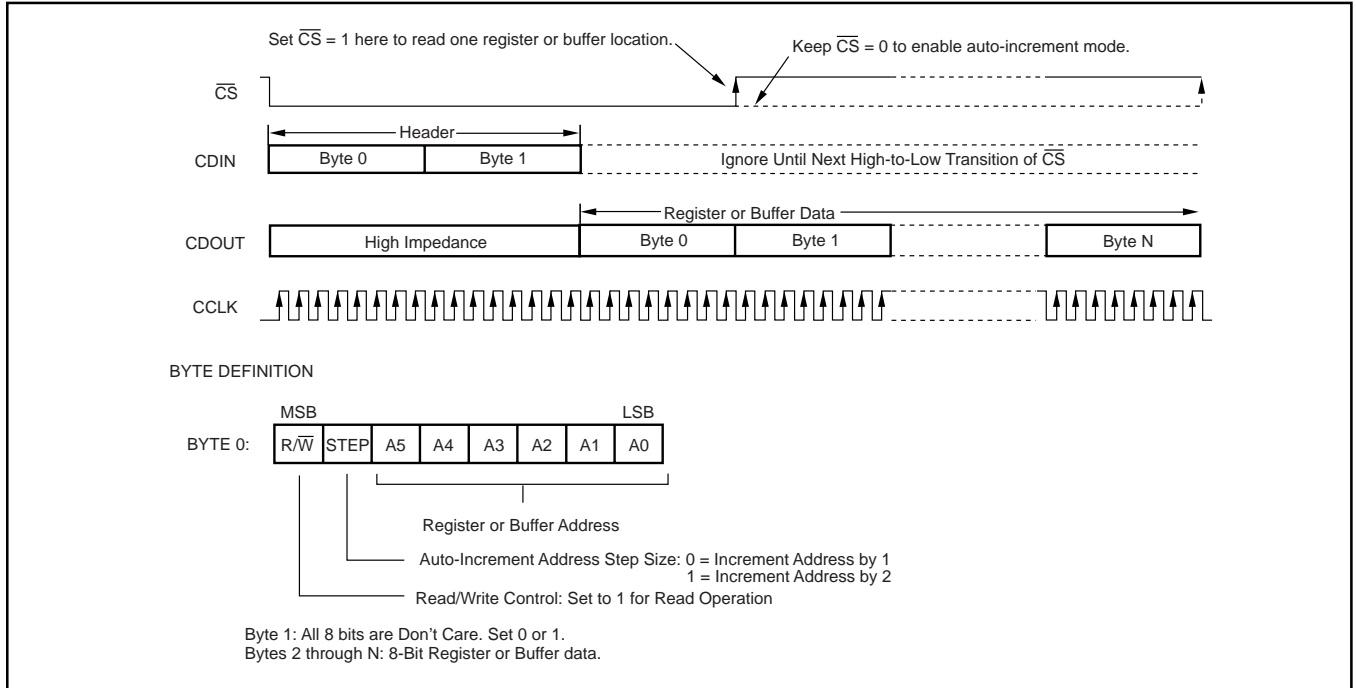 Set C̅S̅ = 1 here to read one register or buffer location.
Keep C̅S̅ = 0 to enable auto-increment mode.
C̅S̅
Header
CDIN
Byte 0
Byte 1
Ignore Until Next High-to-Low Transition of C̅S̅
Register or Buffer Data
CDOUT
High Impedance
Byte 0
Byte 1
Byte N
CCLK
BYTE DEFINITION
MSB
LSB
BYTE 0:
R/W̅
STEP
A5
A4
A3
A2
A1
A0
Register or Buffer Address
Auto-Increment Address Step Size: 0 = Increment Address by 1
1 = Increment Address by 2
Read/Write Control: Set to 1 for Read Operation
Byte 1: All 8 bits are Don’t Care. Set 0 or 1.
Bytes 2 through N: 8-Bit Register or Buffer data.